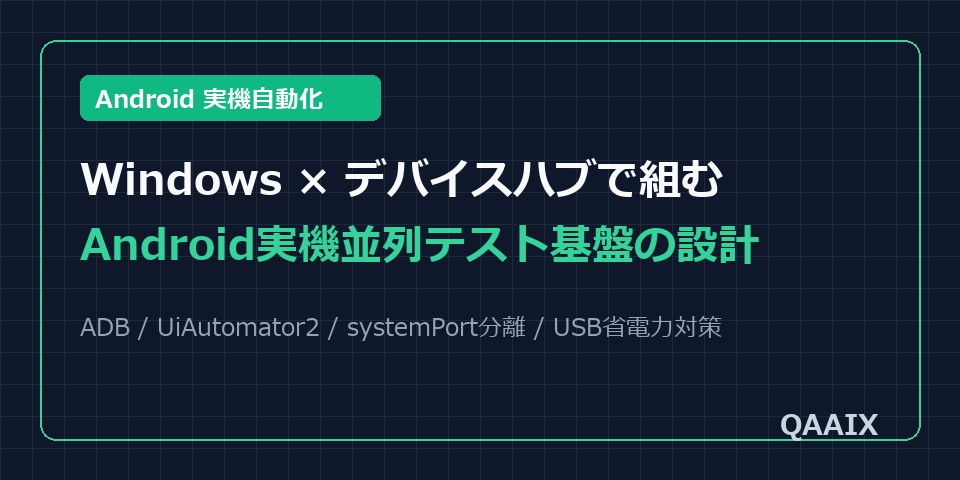 Android 実機自動化
Windows × デバイスハブで組む
Android実機並列テスト基盤の設計
ADB / UiAutomator2 / systemPort分離 / USB省電力対策
QAAIX